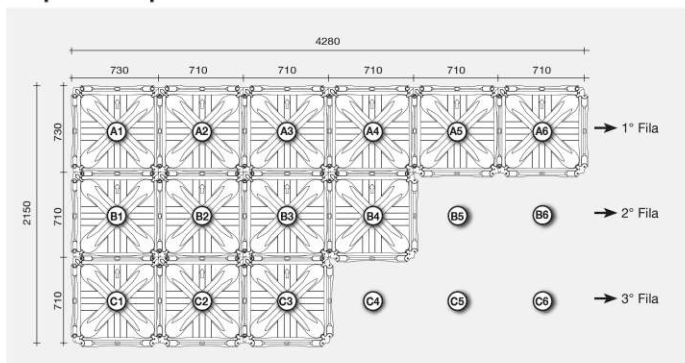 4280
730 710 710 710 710 710
730 A1 A2 A3 A4 A5 A6 1° Fila
2150
710 B1 B2 B3 B4 B5 B6 2° Fila
710 C1 C2 C3 C4 C5 C6 3° Fila